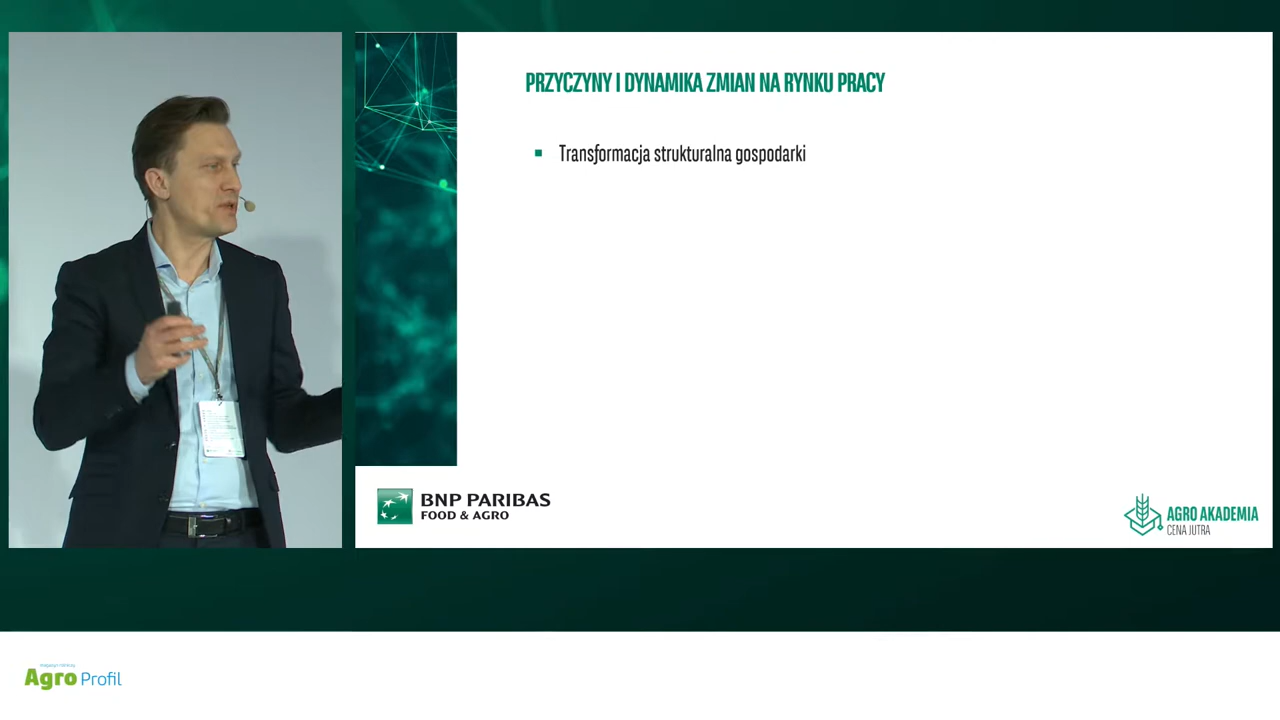 PRZYCZYNY I DYNAMIKA ZMIAN NA RYNKU PRACY
Transformacja strukturalna gospodarki
BNP PARIBAS
FOOD & AGRO
AGRO AKADEMIA
CENA JUTRA
Agro Profil